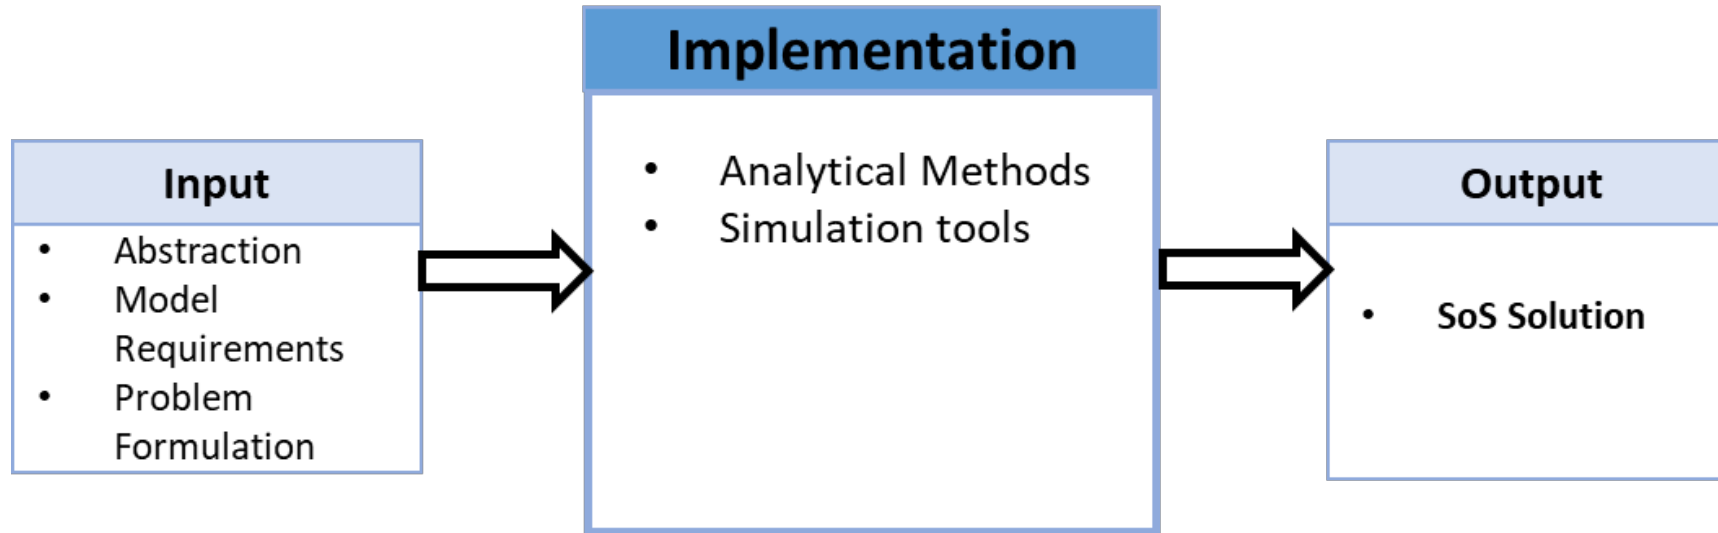 Input
• Abstraction
• Model
Requirements
• Problem
Formulation
Implementation
• Analytical Methods
• Simulation tools
Output
• SoS Solution